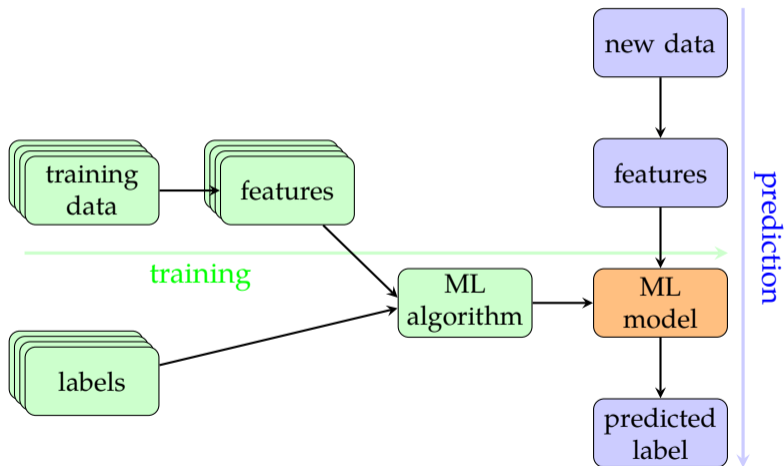 new data
training
data
features
features
prediction
training
ML
algorithm
ML
model
labels
predicted
label